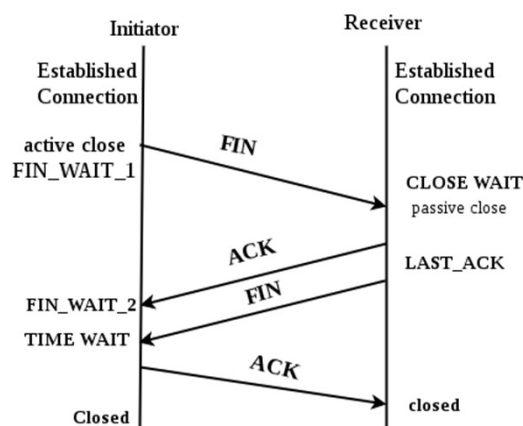 Initiator
Receiver
Established
Connection
Established
Connection
active close
FIN_WAIT_1
FIN
CLOSE WAIT
passive close
ACK
LAST_ACK
FIN
FIN_WAIT_2
TIME WAIT
ACK
closed
Closed